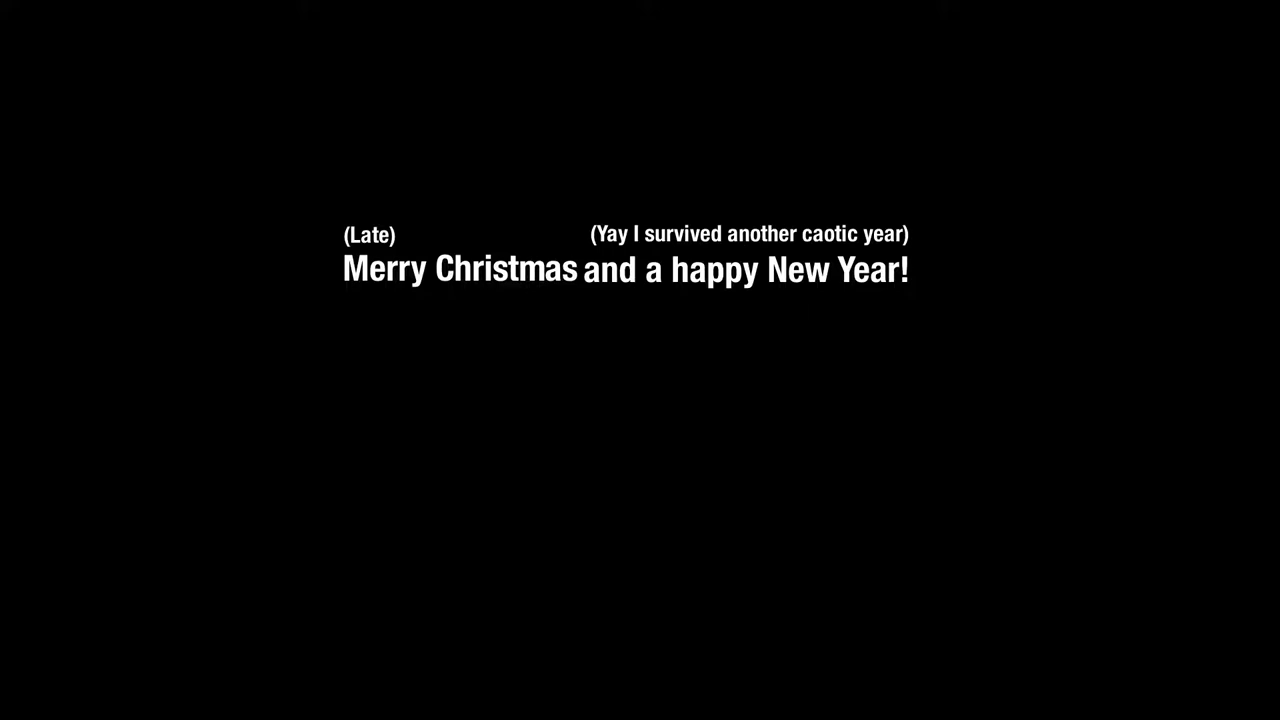 (Late) (Yay I survived another caotic year)
Merry Christmas and a happy New Year!